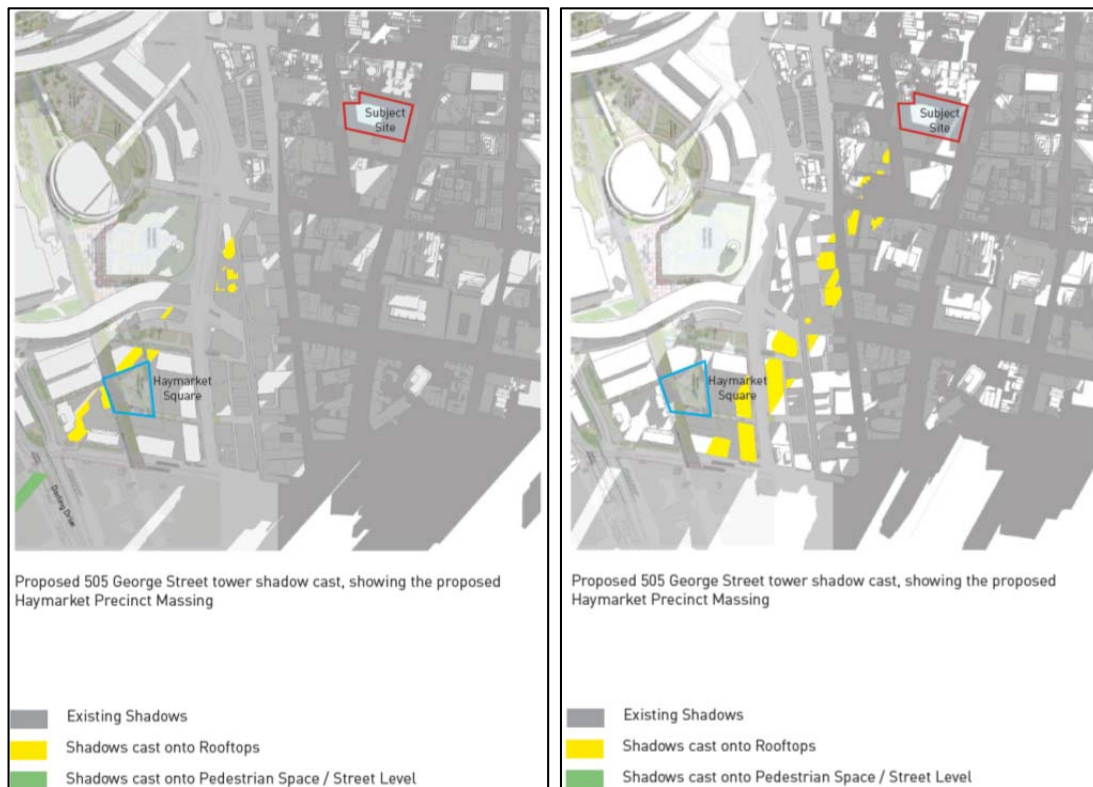 Subject
Site
Haymarket
Square
Darling Drive
Proposed 505 George Street tower shadow cast, showing the proposed
Haymarket Precinct Massing
Existing Shadows
Shadows cast onto Rooftops
Shadows cast onto Pedestrian Space / Street Level
Subject
Site
Haymarket
Square
Proposed 505 George Street tower shadow cast, showing the proposed
Haymarket Precinct Massing
Existing Shadows
Shadows cast onto Rooftops
Shadows cast onto Pedestrian Space / Street Level